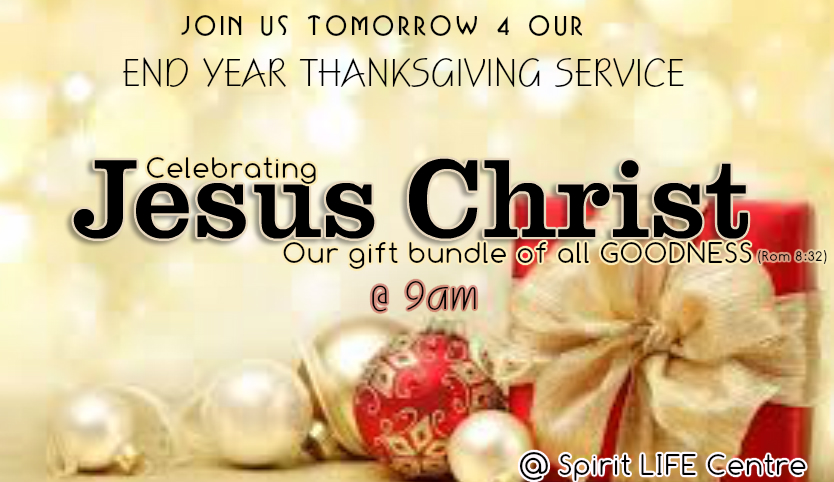 JOIN US TOMORROW 4 OUR
END YEAR THANKSGIVING SERVICE
Celebrating
Jesus Christ
Our gift bundle of all GOODNESS (Rom 8:32)
@ 9am
@ Spirit LIFE Centre